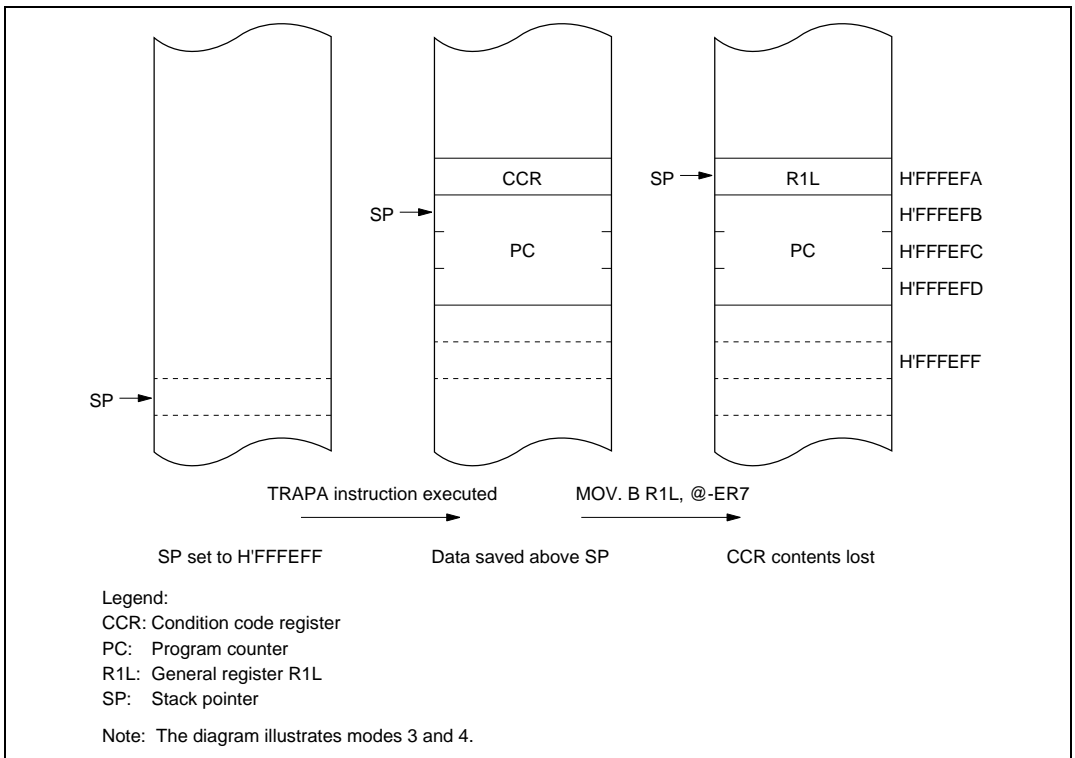 CCR
SP
R1L
H'FFFEFA
SP
H'FFFEFB
PC
PC
H'FFFEFC
H'FFFEFD
H'FFFEFF
SP
TRAPA instruction executed
MOV. B R1L, @-ER7
SP set to H'FFFEFF
Data saved above SP
CCR contents lost
Legend:
CCR: Condition code register
PC: Program counter
R1L: General register R1L
SP: Stack pointer
Note: The diagram illustrates modes 3 and 4.